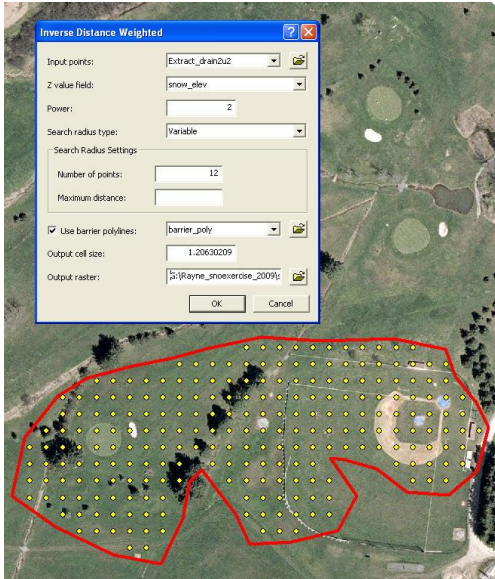 Inverse Distance Weighted
Input points: Extract_drain2u2
Z value field: snow_elev
Power: 2
Search radius type: Variable
Search Radius Settings
Number of points: 12
Maximum distance:
Use barrier polylines: barrier_poly
Output cell size: 1.20630209
Output raster: G:\Rayne_snoexercise_2009\s
OK Cancel